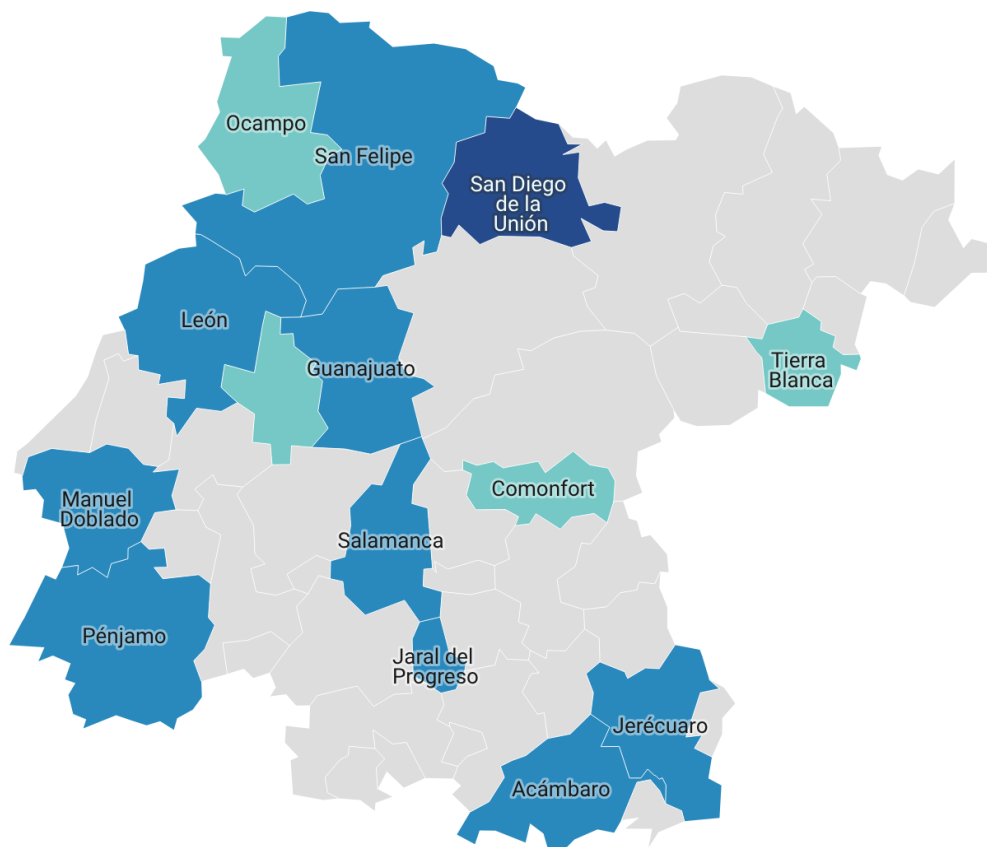 Ocampo
San Felipe
San Diego
de la
Unión
León
Guanajuato
Tierra
Blanca
Manuel
Doblado
Comonfort
Salamanca
Pénjamo
Jaral del
Progreso
Jerécuaro
Acámbaro